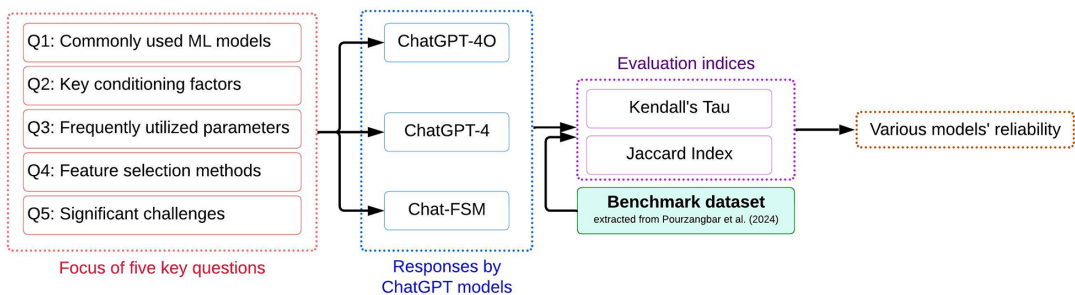 Q1: Commonly used ML models
Q2: Key conditioning factors
Q3: Frequently utilized parameters
Q4: Feature selection methods
Q5: Significant challenges
Focus of five key questions
ChatGPT-4O
ChatGPT-4
Chat-FSM
Responses by
ChatGPT models
Evaluation indices
Kendall's Tau
Jaccard Index
Benchmark dataset
extracted from Pourzangbar et al. (2024)
Various models' reliability